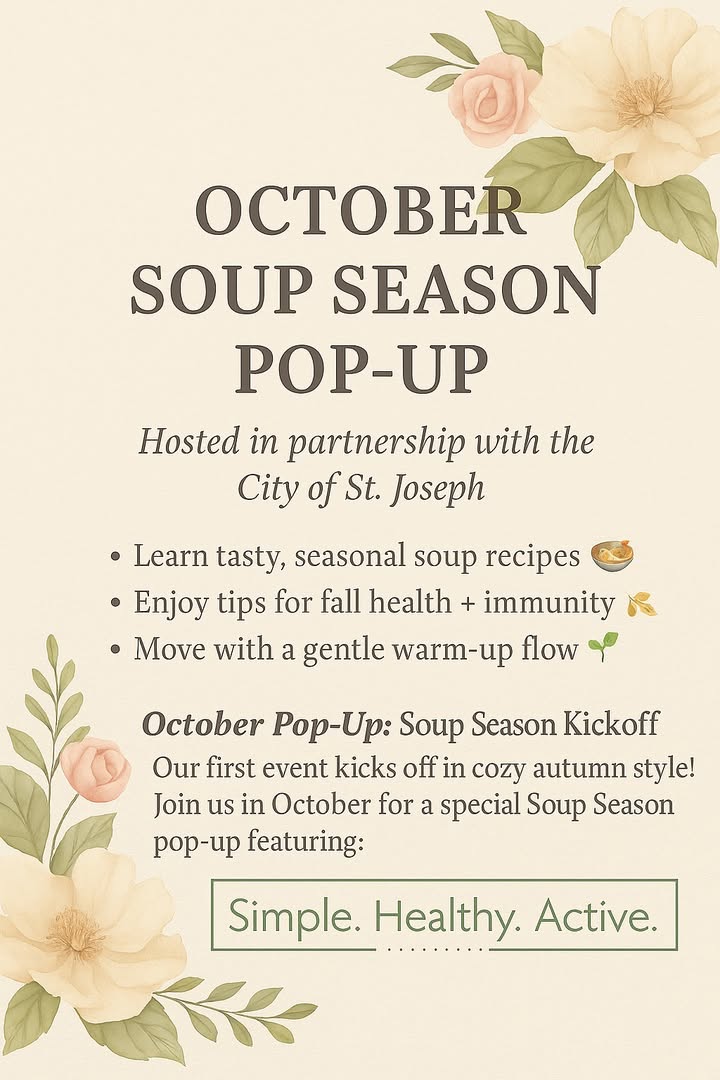 OCTOBER
SOUP SEASON
POP-UP
Hosted in partnership with the
City of St. Joseph
• Learn tasty, seasonal soup recipes 🍜
• Enjoy tips for fall health + immunity 🍂
• Move with a gentle warm-up flow 🌱
October Pop-Up: Soup Season Kickoff
Our first event kicks off in cozy autumn style!
Join us in October for a special Soup Season
pop-up featuring:
Simple. Healthy. Active.